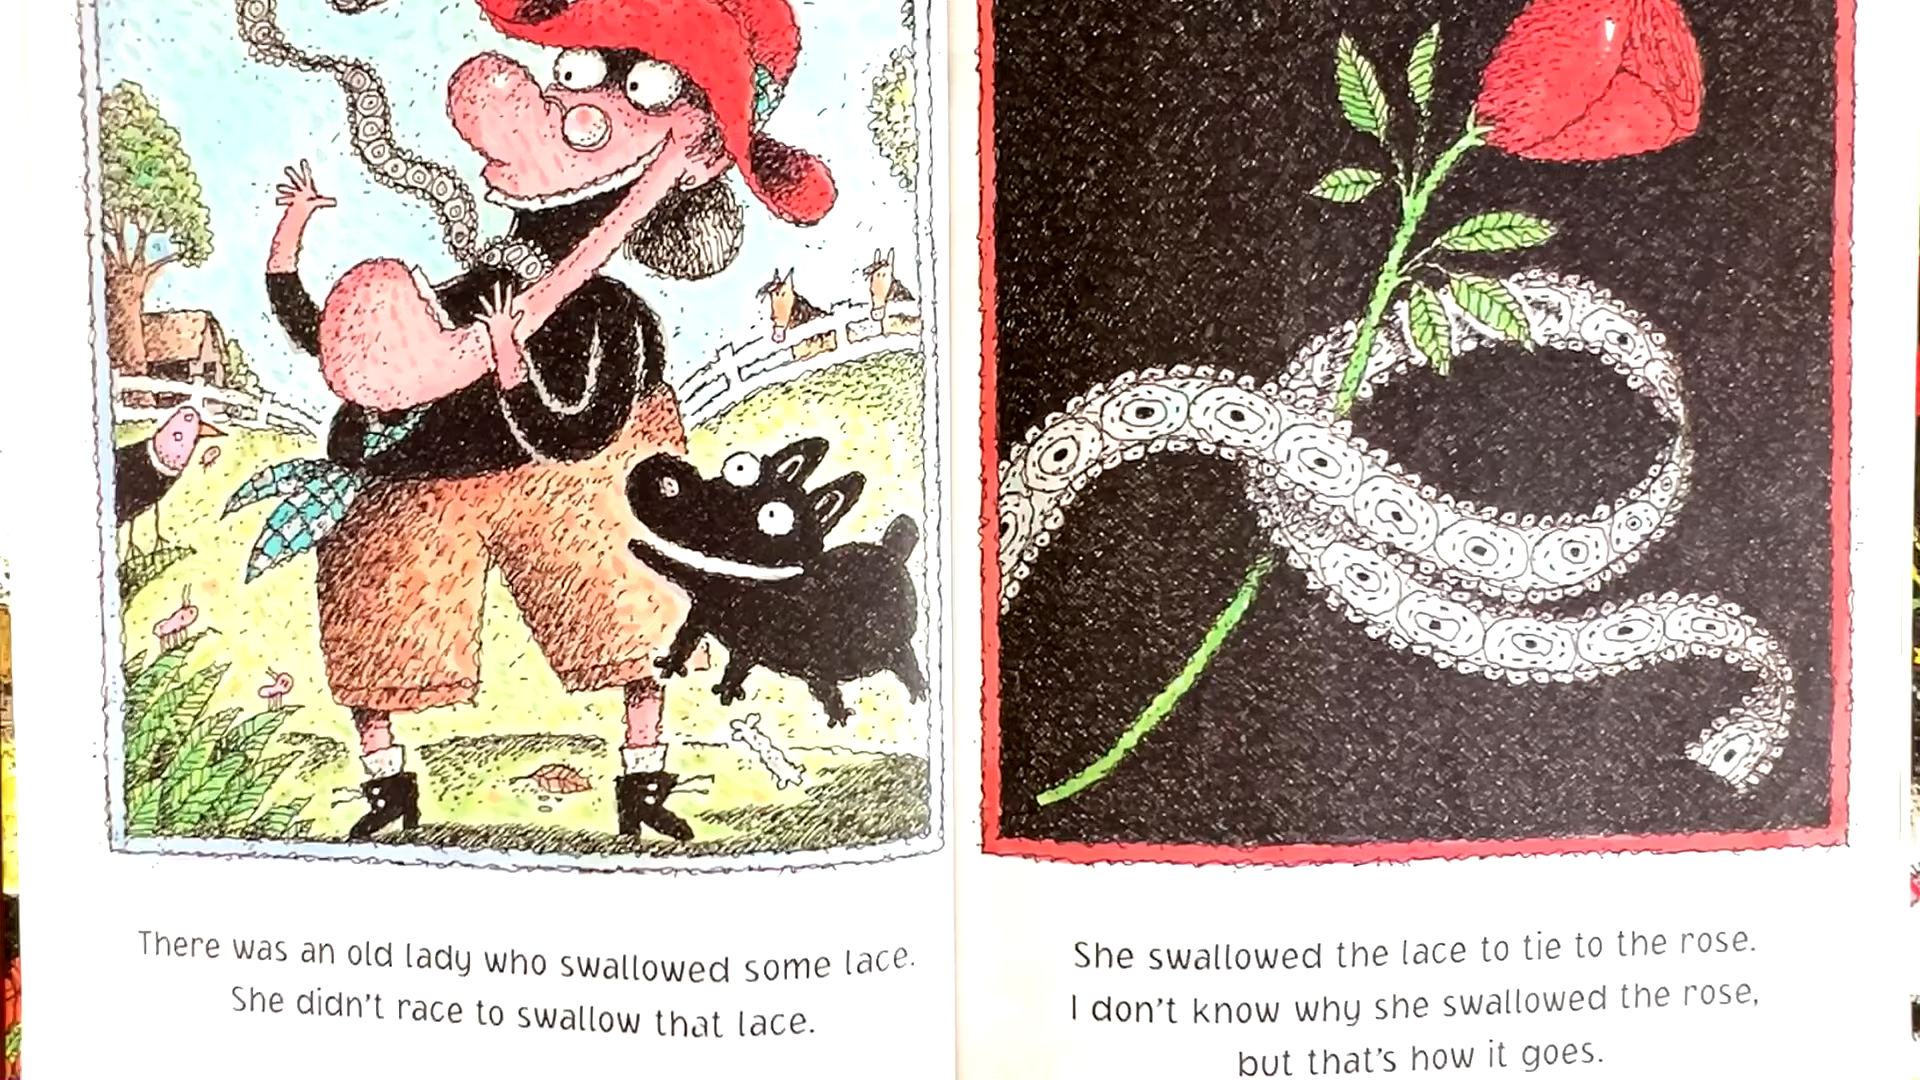 There was an old lady who swallowed some lace.
She didn't race to swallow that lace.
She swallowed the lace to tie to the rose.
I don't know why she swallowed the rose,
but that's how it goes.